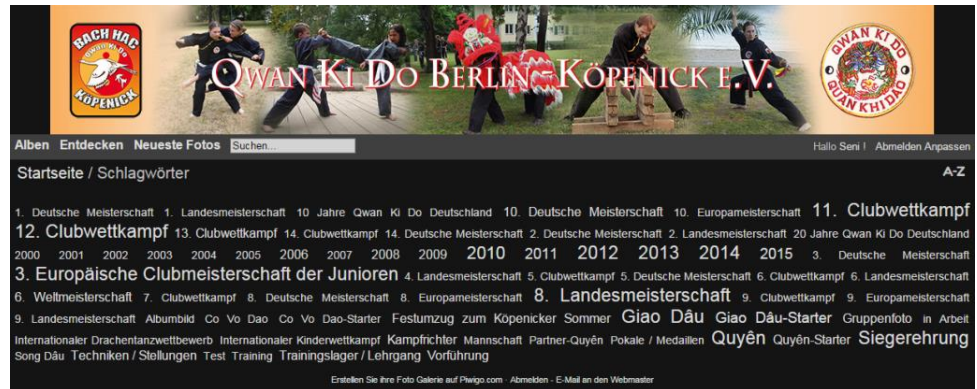 BACH HAC
KÖPENICK
QWAN KI DO BERLIN-KÖPENICK E.V.
QWAN KI DO
QUAN KHI DAO
Alben Entdecken Neueste Fotos Suchen... Hallo Seni ! Abmelden Anpassen
Startseite / Schlagwörter A-Z
1. Deutsche Meisterschaft 1. Landesmeisterschaft 10 Jahre Qwan Ki Do Deutschland 10. Deutsche Meisterschaft 10. Europameisterschaft 11. Clubwettkampf
12. Clubwettkampf 13. Clubwettkampf 14. Clubwettkampf 14. Deutsche Meisterschaft 2. Deutsche Meisterschaft 2. Landesmeisterschaft 20 Jahre Qwan Ki Do Deutschland
2000 2001 2002 2003 2004 2005 2006 2007 2008 2009 2010 2011 2012 2013 2014 2015 3. Deutsche Meisterschaft
3. Europäische Clubmeisterschaft der Junioren 4. Landesmeisterschaft 5. Clubwettkampf 5. Deutsche Meisterschaft 6. Clubwettkampf 6. Landesmeisterschaft
6. Weltmeisterschaft 7. Clubwettkampf 8. Deutsche Meisterschaft 8. Europameisterschaft 8. Landesmeisterschaft 9. Clubwettkampf 9. Europameisterschaft
9. Landesmeisterschaft Albumbild Co Vo Dao Co Vo Dao-Starter Festumzug zum Köpenicker Sommer Giao Dâu Giao Dâu-Starter Gruppenfoto in Arbeit
Internationaler Drachentanzwettbewerb Internationaler Kinderwettkampf Kampfrichter Mannschaft Partner-Quyên Pokale / Medaillen Quyên Quyên-Starter Siegerehrung
Song Dâu Techniken / Stellungen Test Training Trainingslager / Lehrgang Vorführung
Erstellen Sie ihre Foto Galerie auf Piwigo.com · Abmelden - E-Mail an den Webmaster